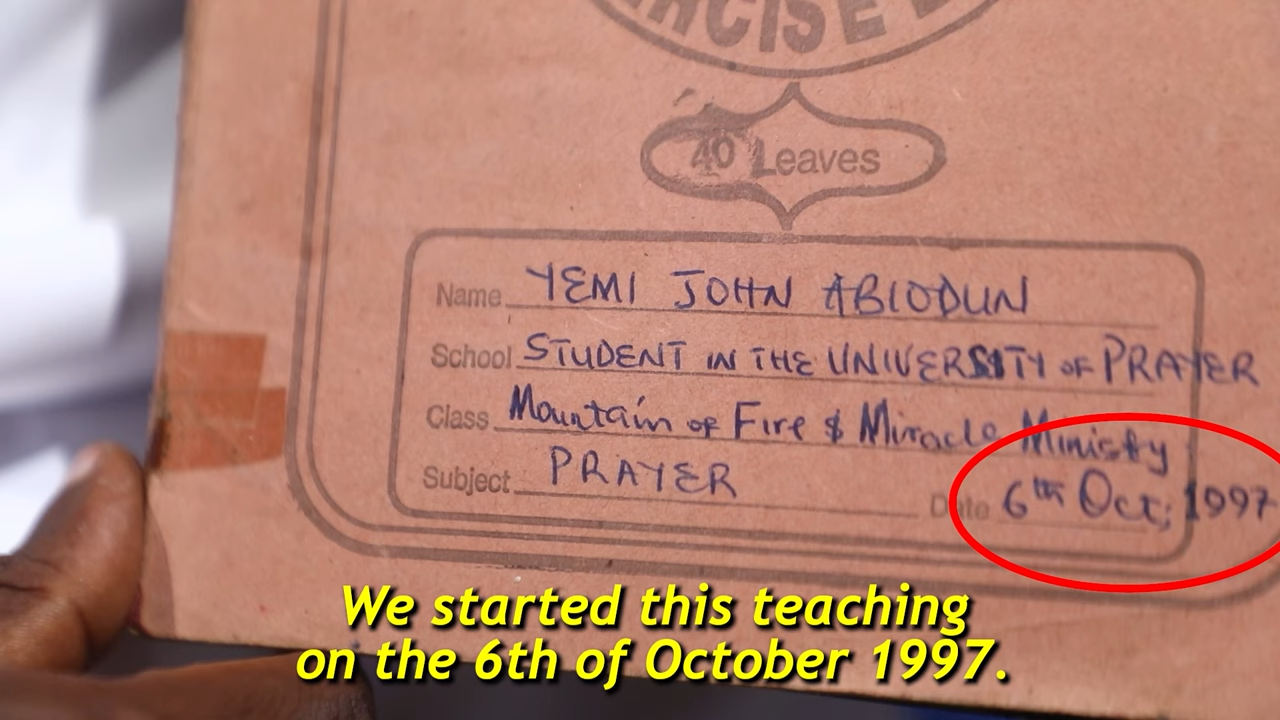 40 Leaves
Name YEMI JOHN ABIODUN
School STUDENT IN THE UNIVERSITY OF PRAYER
Class Mountain of Fire & Miracle Ministry
Subject PRAYER Date 6th Oct; 1997
We started this teaching
on the 6th of October 1997.